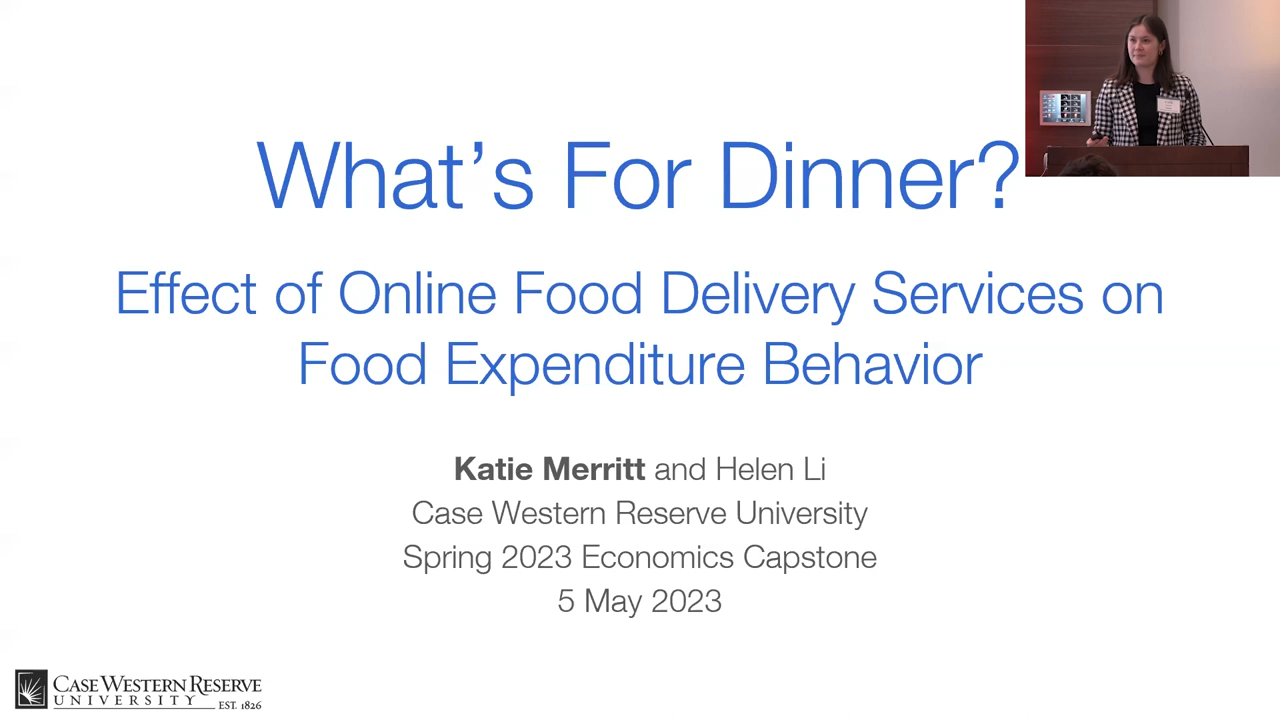 What’s For Dinner?
Effect of Online Food Delivery Services on
Food Expenditure Behavior
Katie Merritt and Helen Li
Case Western Reserve University
Spring 2023 Economics Capstone
5 May 2023
CASE WESTERN RESERVE
UNIVERSITY
EST. 1826